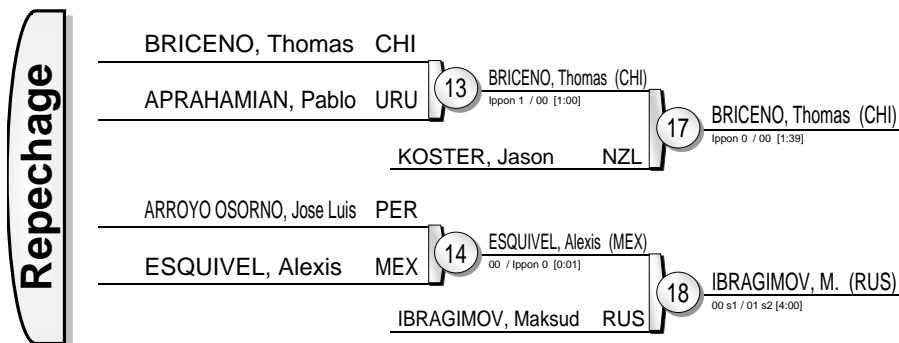 Repechage
BRICENO, Thomas CHI
APRAHAMIAN, Pablo URU
13
BRICENO, Thomas (CHI)
Ippon 1 / 00 [1:00]
KOSTER, Jason NZL
17
BRICENO, Thomas (CHI)
Ippon 0 / 00 [1:39]
ARROYO OSORNO, Jose Luis PER
ESQUIVEL, Alexis MEX
14
ESQUIVEL, Alexis (MEX)
00 / Ippon 0 [0:01]
IBRAGIMOV, Maksud RUS
18
IBRAGIMOV, M. (RUS)
00 s1 / 01 s2 [4:00]